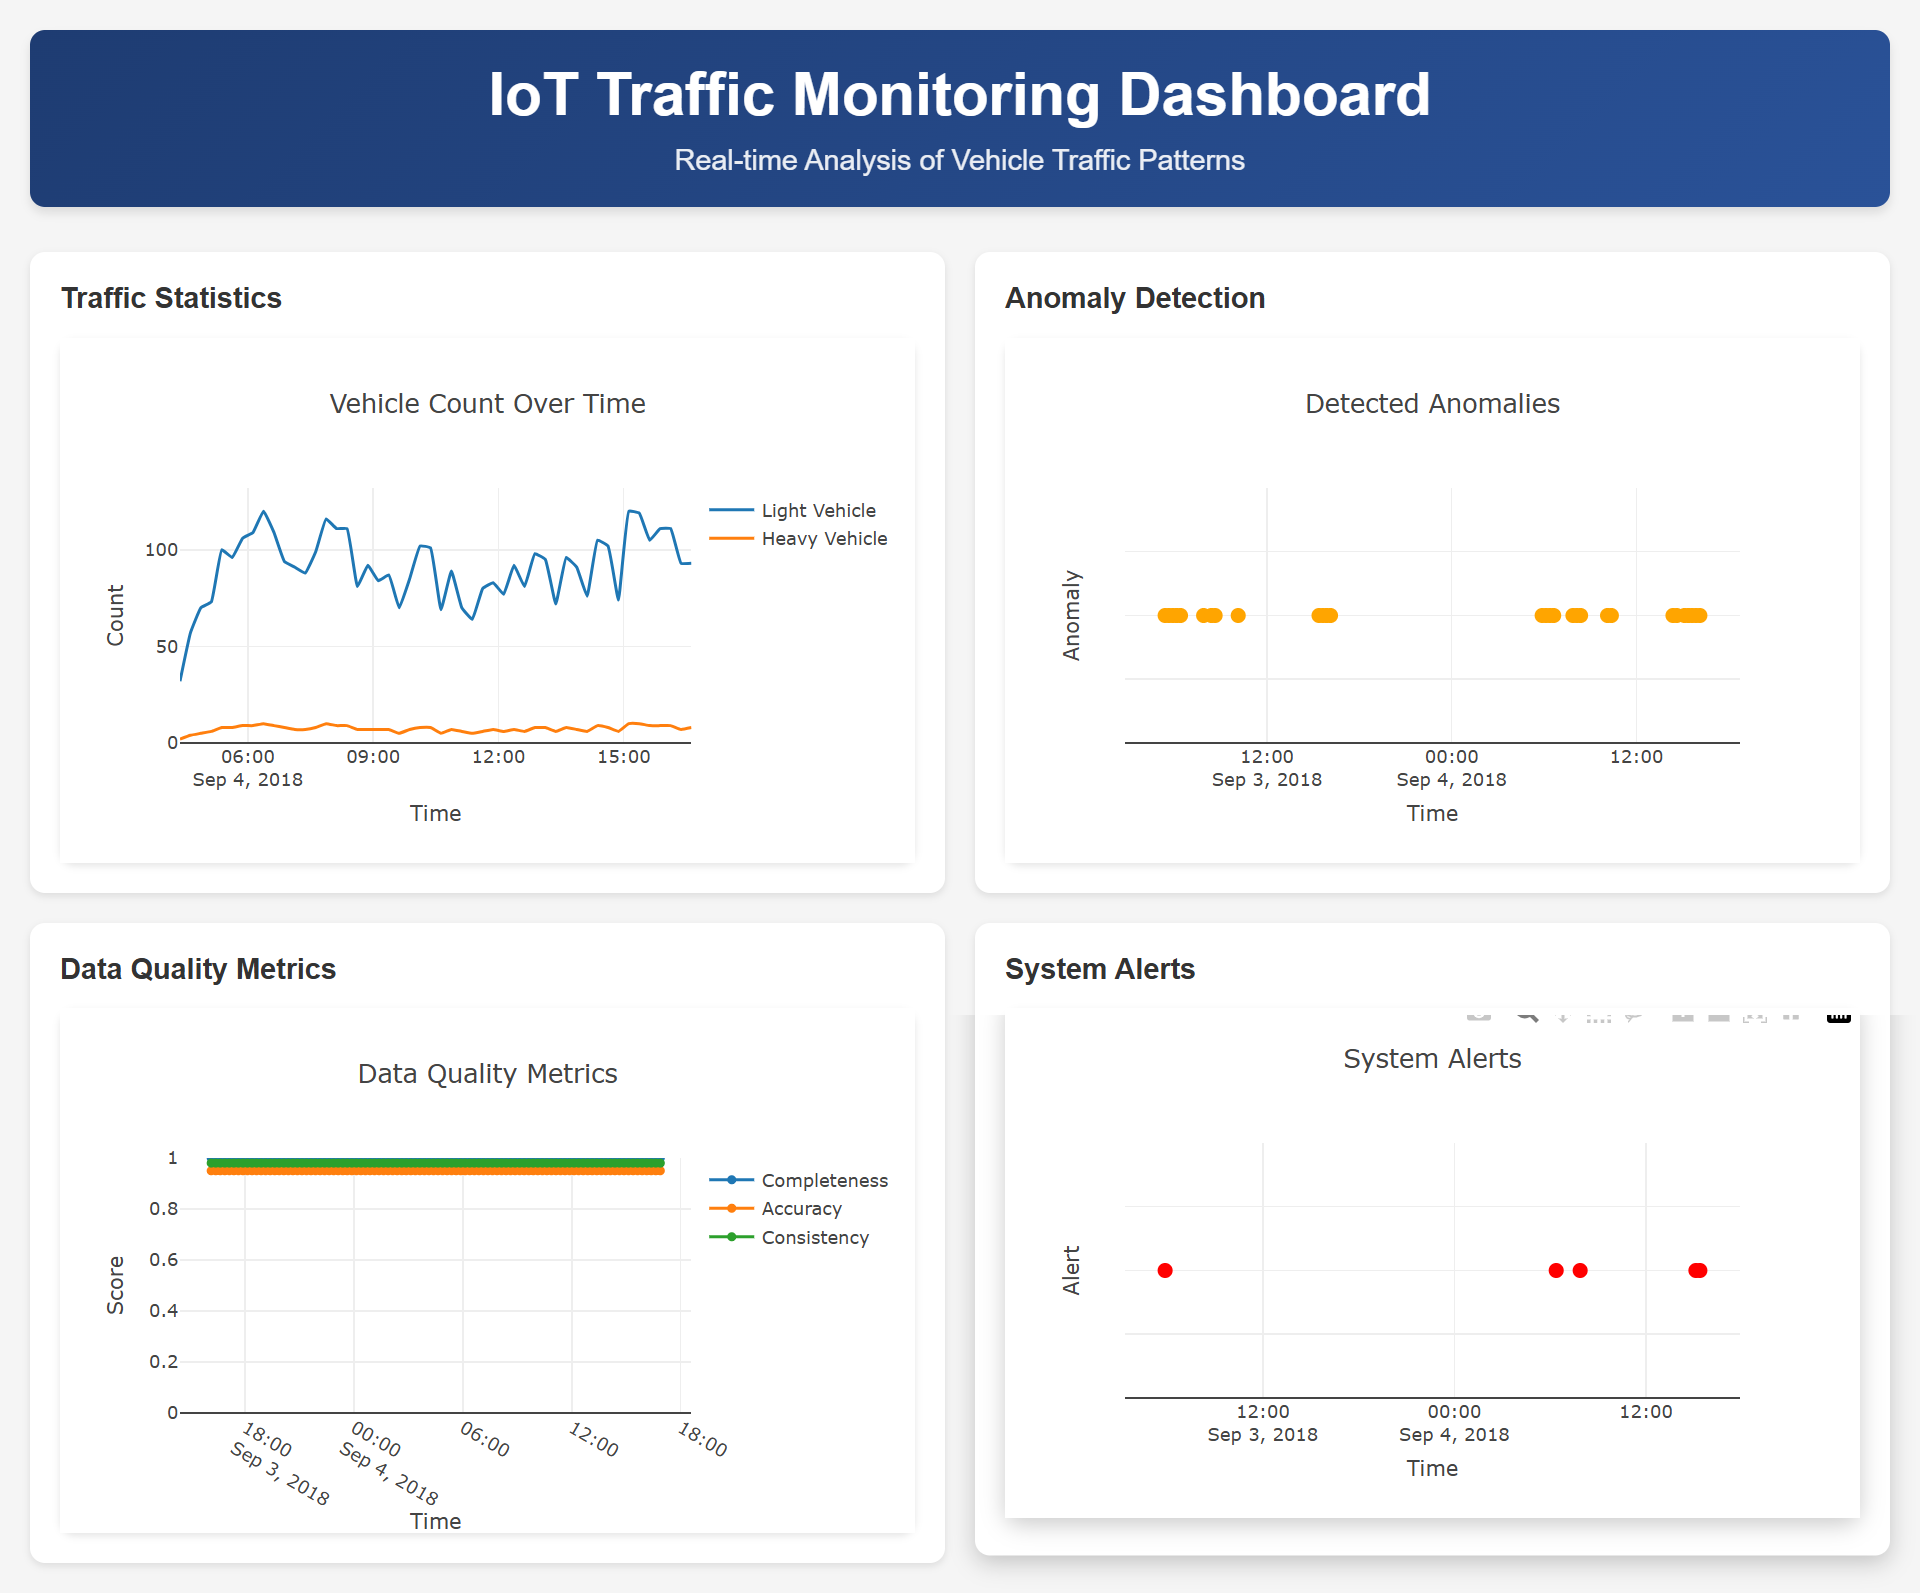 IoT Traffic Monitoring Dashboard
Real-time Analysis of Vehicle Traffic Patterns
Traffic Statistics
Vehicle Count Over Time
Light Vehicle
Heavy Vehicle
100
50
0
Count
06:00
09:00
12:00
15:00
Sep 4, 2018
Time
Anomaly Detection
Detected Anomalies
Anomaly
12:00
00:00
12:00
Sep 3, 2018
Sep 4, 2018
Time
Data Quality Metrics
Data Quality Metrics
Completeness
Accuracy
Consistency
1
0.8
0.6
0.4
0.2
0
Score
18:00
Sep 3, 2018
00:00
Sep 4, 2018
06:00
12:00
18:00
Time
System Alerts
System Alerts
Alert
12:00
00:00
12:00
Sep 3, 2018
Sep 4, 2018
Time